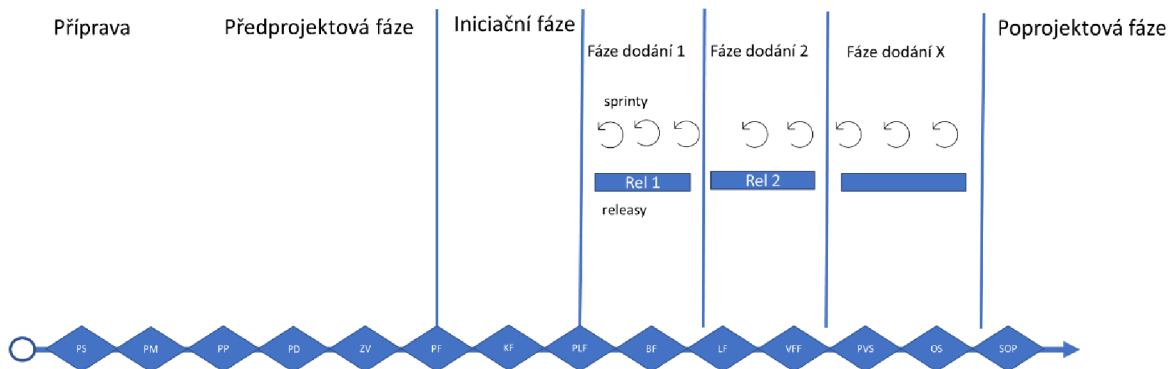 Příprava
Předprojektová fáze
Iniciační fáze
Poprojektová fáze
Fáze dodání 1
Fáze dodání 2
Fáze dodání X
sprinty
Rel 1
Rel 2
releasy
PS
PM
PP
PD
ZV
PF
KF
PLF
BF
LF
VFF
PVS
OS
SOP